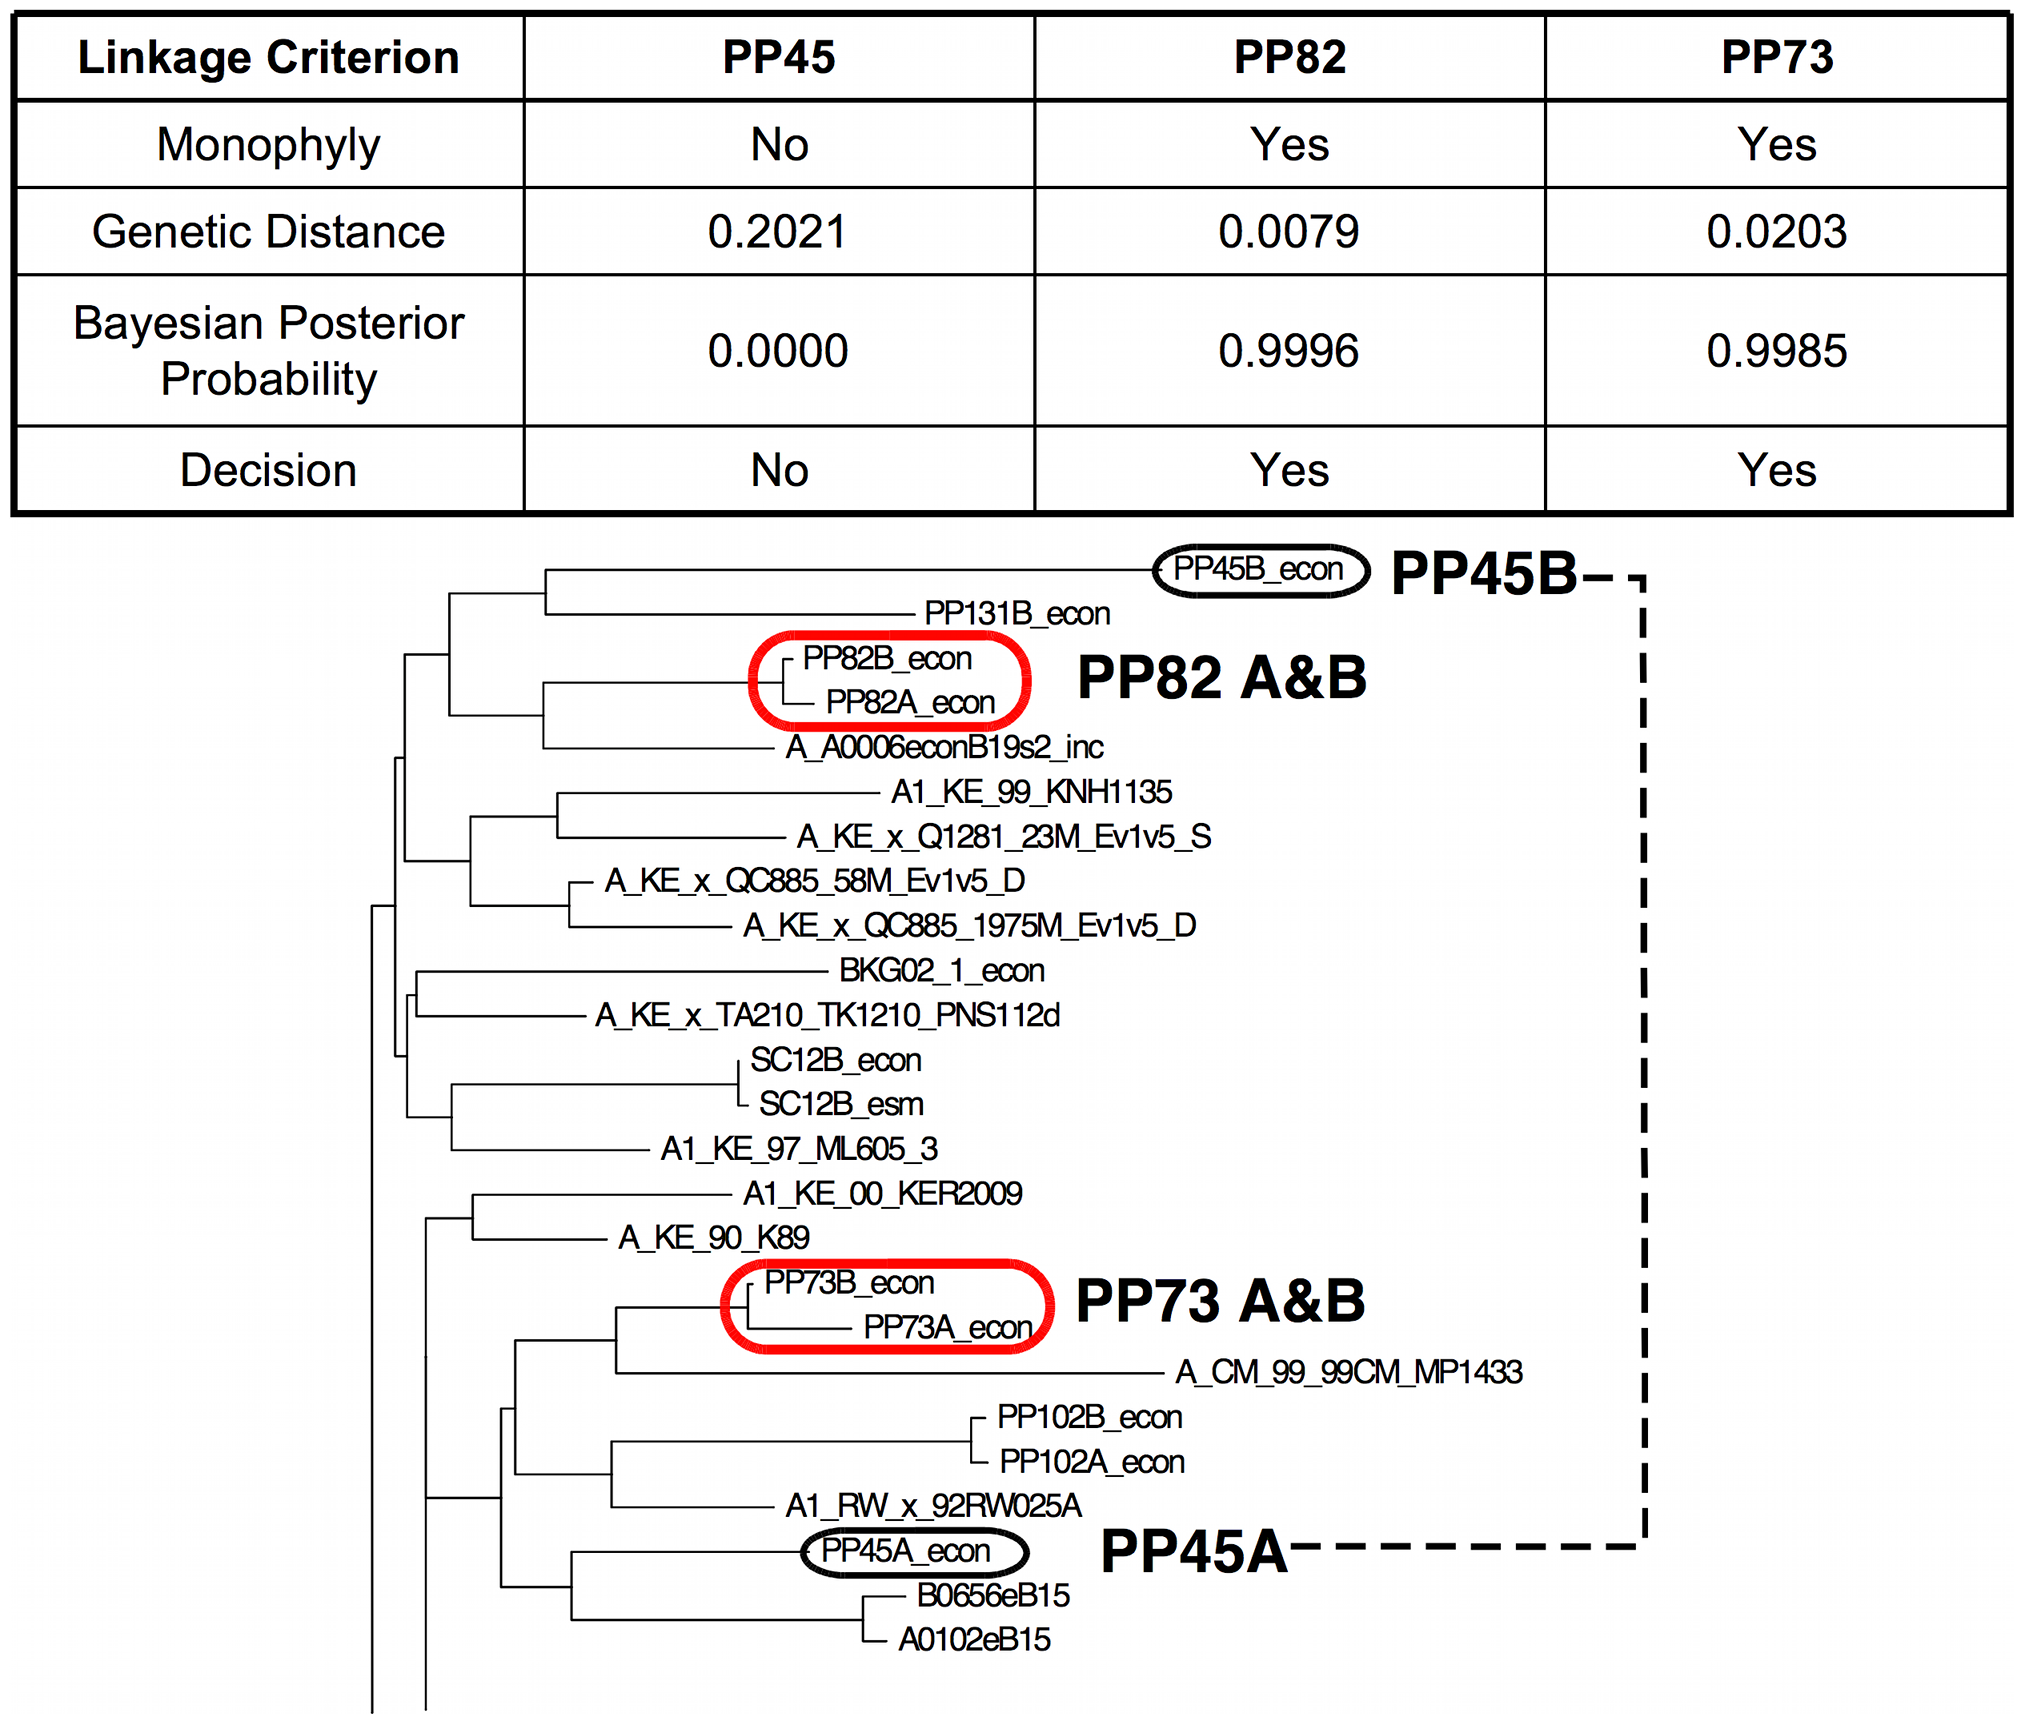 Linkage Criterion PP45 PP82 PP73
Monophyly No Yes Yes
Genetic Distance 0.2021 0.0079 0.0203
Bayesian Posterior
Probability 0.0000 0.9996 0.9985
Decision No Yes Yes
PP45B_econ PP45B
PP131B_econ
PP82B_econ
PP82 A&B
PP82A_econ
A_A0006econB19s2_inc
A1_KE_99_KNH1135
A_KE_x_Q1281_23M_Ev1v5_S
A_KE_x_QC885_58M_Ev1v5_D
A_KE_x_QC885_1975M_Ev1v5_D
BKG02_1_econ
A_KE_x_TA210_TK1210_PNS112d
SC12B_econ
SC12B_esm
A1_KE_97_ML605_3
A1_KE_00_KER2009
A_KE_90_K89
PP73B_econ
PP73 A&B
PP73A_econ
A_CM_99_99CM_MP1433
PP102B_econ
PP102A_econ
A1_RW_x_92RW025A
PP45A_econ PP45A
B0656eB15
A0102eB15